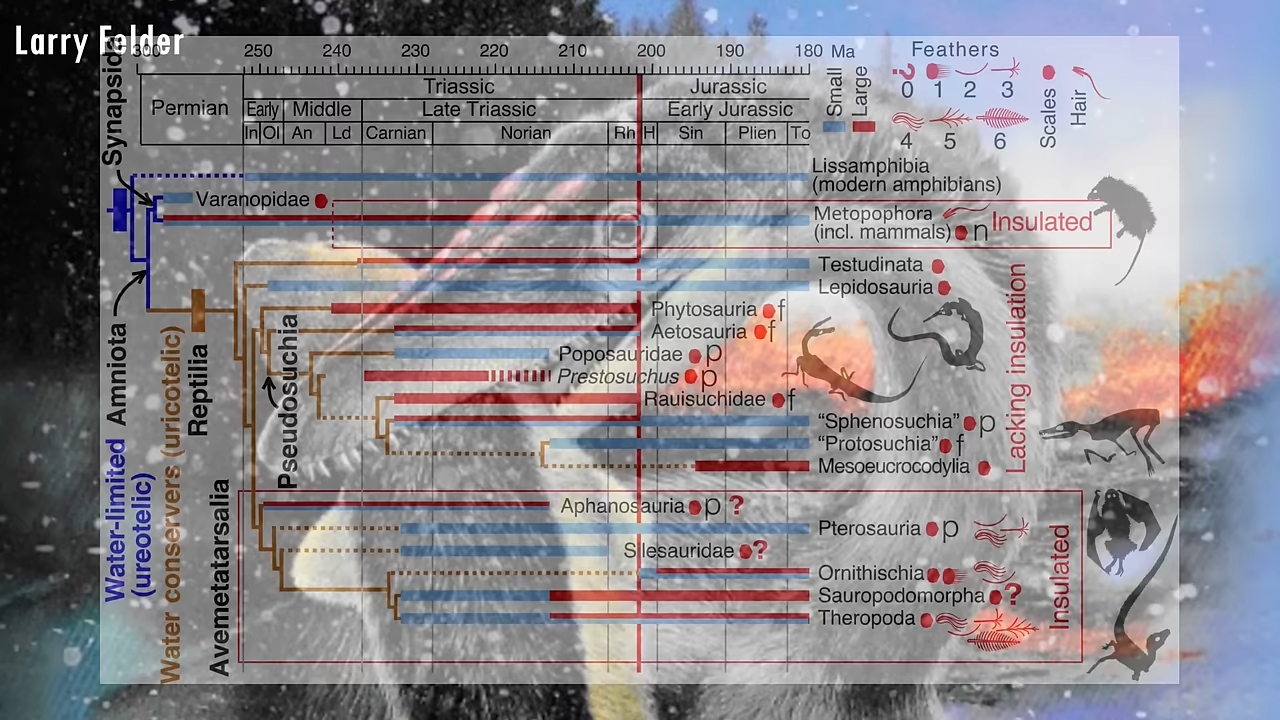 Larry Felder
300 250 240 230 220 210 200 190 180 Ma
Feathers
Triassic
Jurassic
Permian
Early
Middle
Late Triassic
Early Jurassic
In
Ol
An
Ld
Carnian
Norian
Rh
H
Sin
Plien
To
Small
Large
0 1 2 3
4 5 6
Scales
Hair
Synapsida
Amniota
Water-limited
(ureotelic)
Water conservers (uricotelic)
Reptilia
Pseudosuchia
Avemetatarsalia
Lissamphibia
(modern amphibians)
Varanopidae
Metopophora
(incl. mammals) n
Insulated
Testudinata
Lepidosauria
Phytosauria f
Aetosauria f
Poposauridae p
Prestosuchus p
Rauisuchidae f
“Sphenosuchia” p
“Protosuchia” f
Mesoeucrocodylia
Lacking insulation
Aphanosauria p ?
Pterosauria p
Silesauridae ?
Ornithischia
Sauropodomorpha ?
Theropoda
Insulated